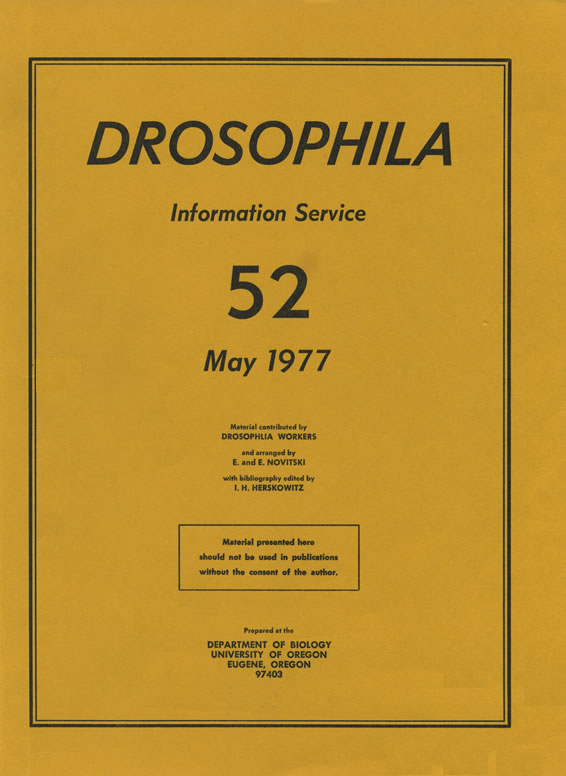 DROSOPHILA
Information Service
52
May 1977
Material contributed by
DROSOPHLIA WORKERS
and arranged by
E. and E. NOVITSKI
with bibliography edited by
I. H. HERSKOWITZ
Material presented here
should not be used in publications
without the consent of the author.
Prepared at the
DEPARTMENT OF BIOLOGY
UNIVERSITY OF OREGON
EUGENE, OREGON
97403